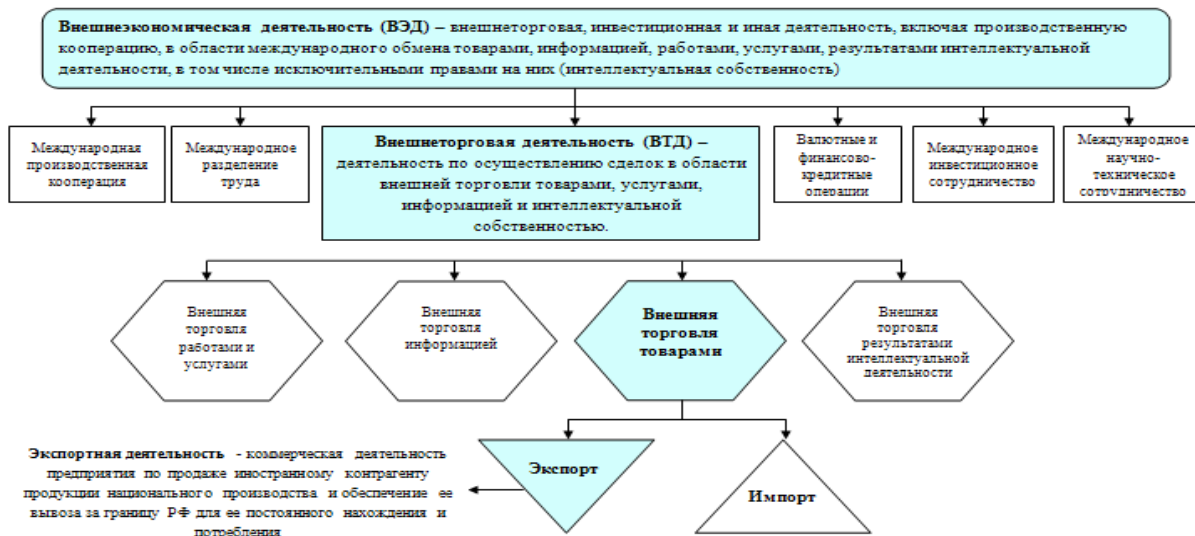 Внешнеэкономическая деятельность (ВЭД) – внешнеторговая, инвестиционная и иная деятельность, включая производственную
кооперацию, в области международного обмена товарами, информацией, работами, услугами, результатами интеллектуальной
деятельности, в том числе исключительными правами на них (интеллектуальная собственность)
Международная
производственная
кооперация
Международное
разделение
труда
Внешнеторговая деятельность (ВТД) –
деятельность по осуществлению сделок в области
внешней торговли товарами, услугами,
информацией и интеллектуальной
собственностью.
Валютные и
финансово-
кредитные
операции
Международное
инвестиционное
сотрудничество
Международное
научно-
техническое
сотрудничество
Внешняя
торговля
работами и
услугами
Внешняя
торговля
информацией
Внешняя
торговля
товарами
Внешняя
торговля
результатами
интеллектуальной
деятельности
Экспортная деятельность - коммерческая деятельность
предприятия по продаже иностранному контрагенту
продукции национального производства и обеспечение ее
вывоза за границу РФ для ее постоянного нахождения и
потребления
Экспорт
Импорт